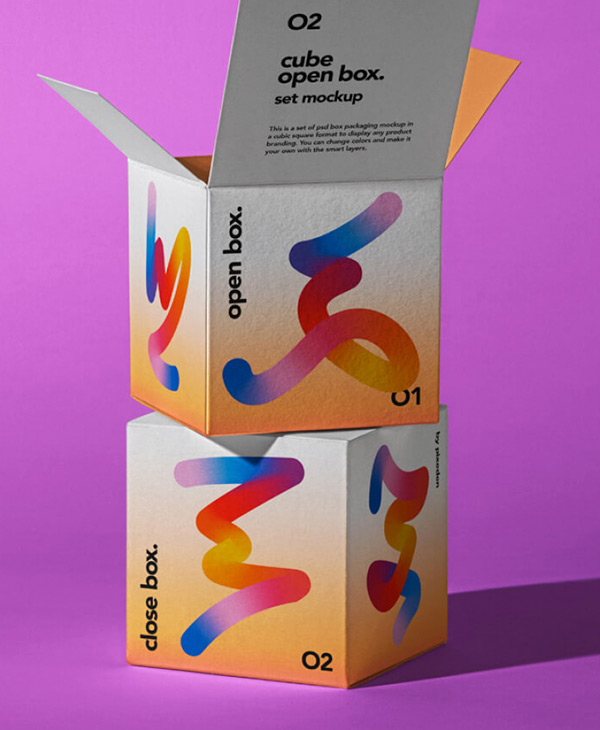 O2
cube
open box.
set mockup
This is a set of psd box packaging mockup in
a cubic square format to display any product
branding. You can change colors and make it
your own with the smart layers.
open box.
O1
by pixeden
close box.
O2